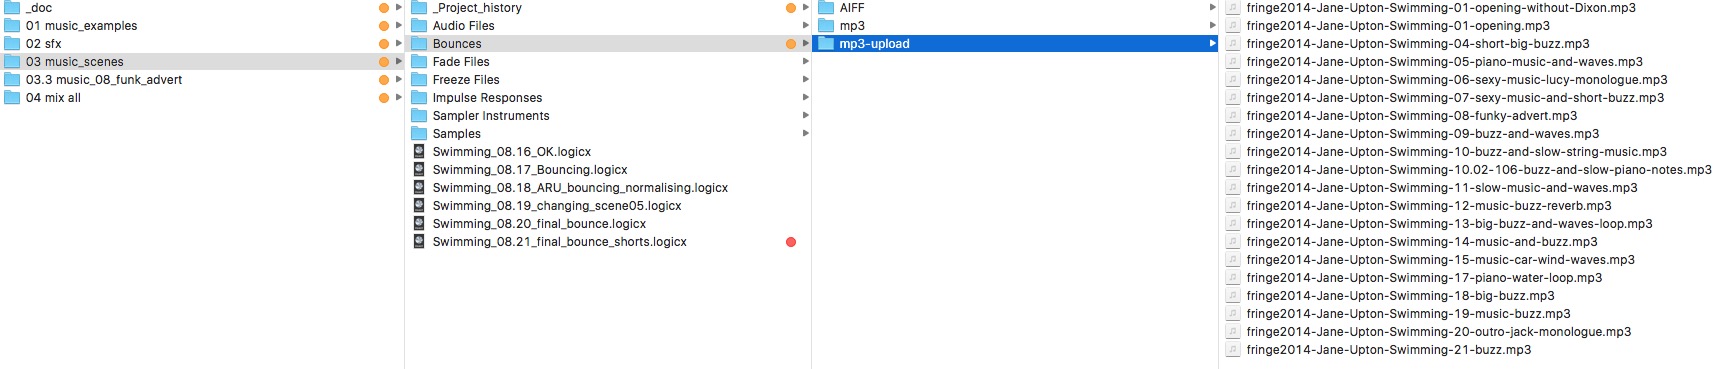 _doc
01 music_examples
02 sfx
03 music_scenes
03.3 music_08_funk_advert
04 mix all
_Project_history
Audio Files
Bounces
Fade Files
Freeze Files
Impulse Responses
Sampler Instruments
Samples
Swimming_08.16_OK.logicx
Swimming_08.17_Bouncing.logicx
Swimming_08.18_ARU_bouncing_normalising.logicx
Swimming_08.19_changing_scene05.logicx
Swimming_08.20_final_bounce.logicx
Swimming_08.21_final_bounce_shorts.logicx
AIFF
mp3
mp3-upload
fringe2014-Jane-Upton-Swimming-01-opening-without-Dixon.mp3
fringe2014-Jane-Upton-Swimming-01-opening.mp3
fringe2014-Jane-Upton-Swimming-04-short-big-buzz.mp3
fringe2014-Jane-Upton-Swimming-05-piano-music-and-waves.mp3
fringe2014-Jane-Upton-Swimming-06-sexy-music-lucy-monologue.mp3
fringe2014-Jane-Upton-Swimming-07-sexy-music-and-short-buzz.mp3
fringe2014-Jane-Upton-Swimming-08-funky-advert.mp3
fringe2014-Jane-Upton-Swimming-09-buzz-and-waves.mp3
fringe2014-Jane-Upton-Swimming-10-buzz-and-slow-string-music.mp3
fringe2014-Jane-Upton-Swimming-10.02-106-buzz-and-slow-piano-notes.mp3
fringe2014-Jane-Upton-Swimming-11-slow-music-and-waves.mp3
fringe2014-Jane-Upton-Swimming-12-music-buzz-reverb.mp3
fringe2014-Jane-Upton-Swimming-13-big-buzz-and-waves-loop.mp3
fringe2014-Jane-Upton-Swimming-14-music-and-buzz.mp3
fringe2014-Jane-Upton-Swimming-15-music-car-wind-waves.mp3
fringe2014-Jane-Upton-Swimming-17-piano-water-loop.mp3
fringe2014-Jane-Upton-Swimming-18-big-buzz.mp3
fringe2014-Jane-Upton-Swimming-19-music-buzz.mp3
fringe2014-Jane-Upton-Swimming-20-outro-jack-monologue.mp3
fringe2014-Jane-Upton-Swimming-21-buzz.mp3